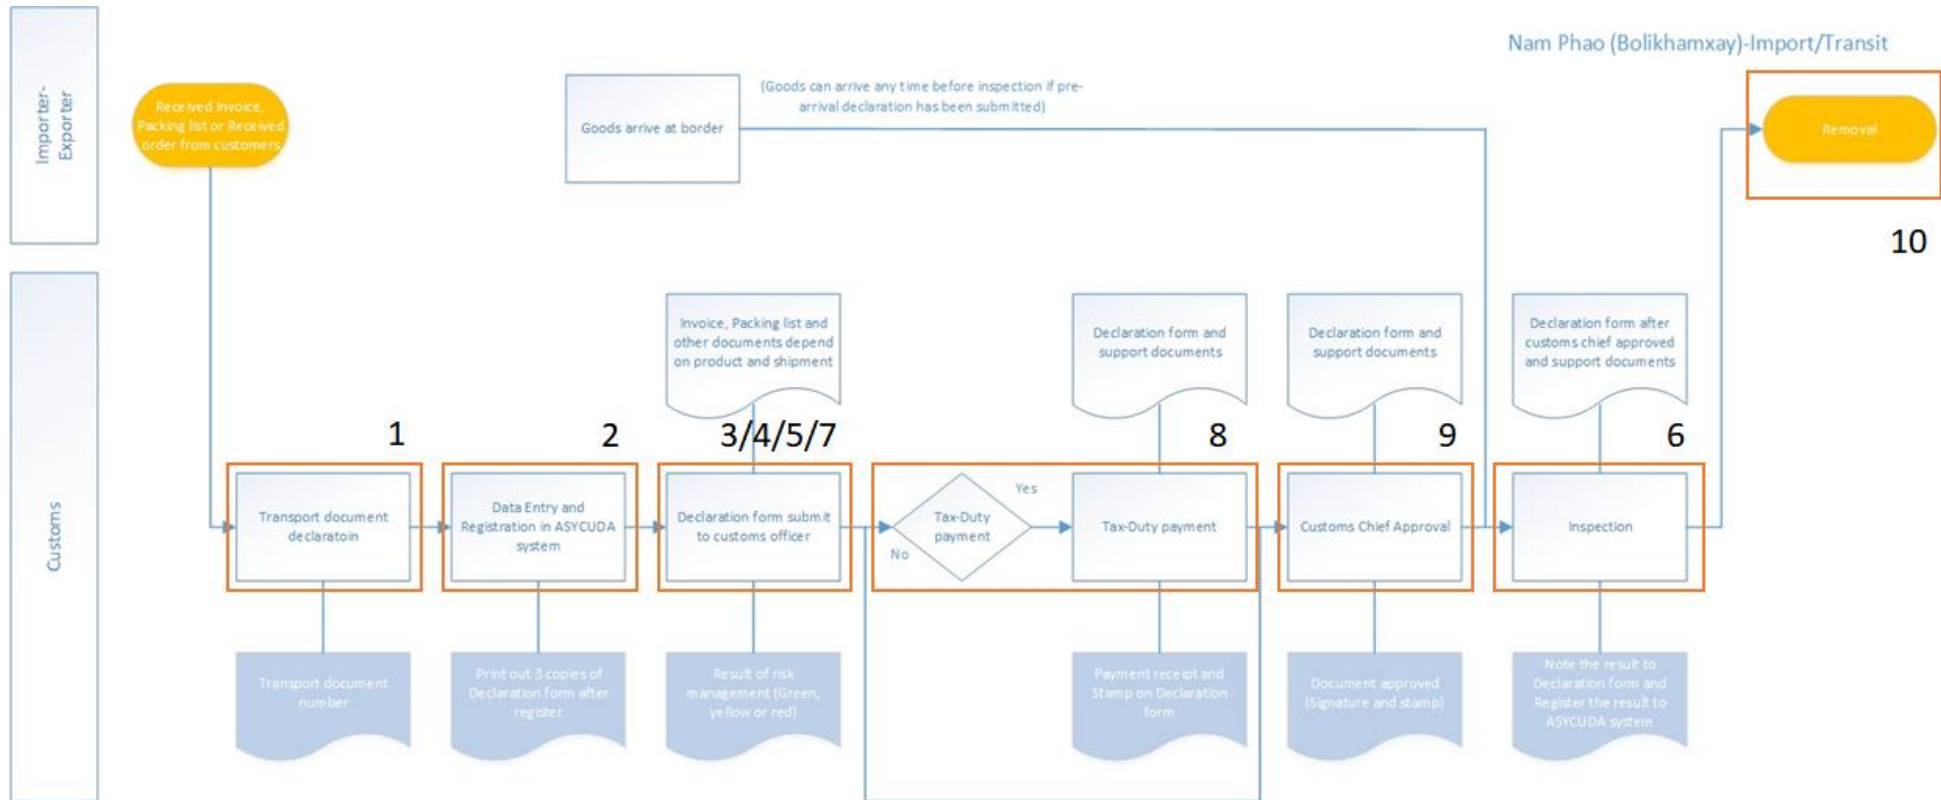 Nam Phao (Bolikhamxay)-Import/Transit
Importer-
Exporter
Received Invoice,
Packing list or Received
order from customers
Goods arrive at border
(Goods can arrive any time before inspection if pre-
arrival declaration has been submitted)
Removal
10
Customs
Invoice, Packing list and
other documents depend
on product and shipment
Declaration form and
support documents
Declaration form and
support documents
Declaration form after
customs chief approved
and support documents
1
2
3/4/5/7
8
9
6
Transport document
declaratoin
Data Entry and
Registration in ASYCUDA
system
Declaration form submit
to customs officer
Tax-Duty
payment
Yes
No
Tax-Duty payment
Customs Chief Approval
Inspection
Transport document
number
Print out 3 copies of
Declaration form after
register
Result of risk
management (Green,
yellow or red)
Payment receipt and
Stamp on Declaration
form
Document approved
(Signature and stamp)
Note the result to
Declaration form and
Register the result to
ASYCUDA system